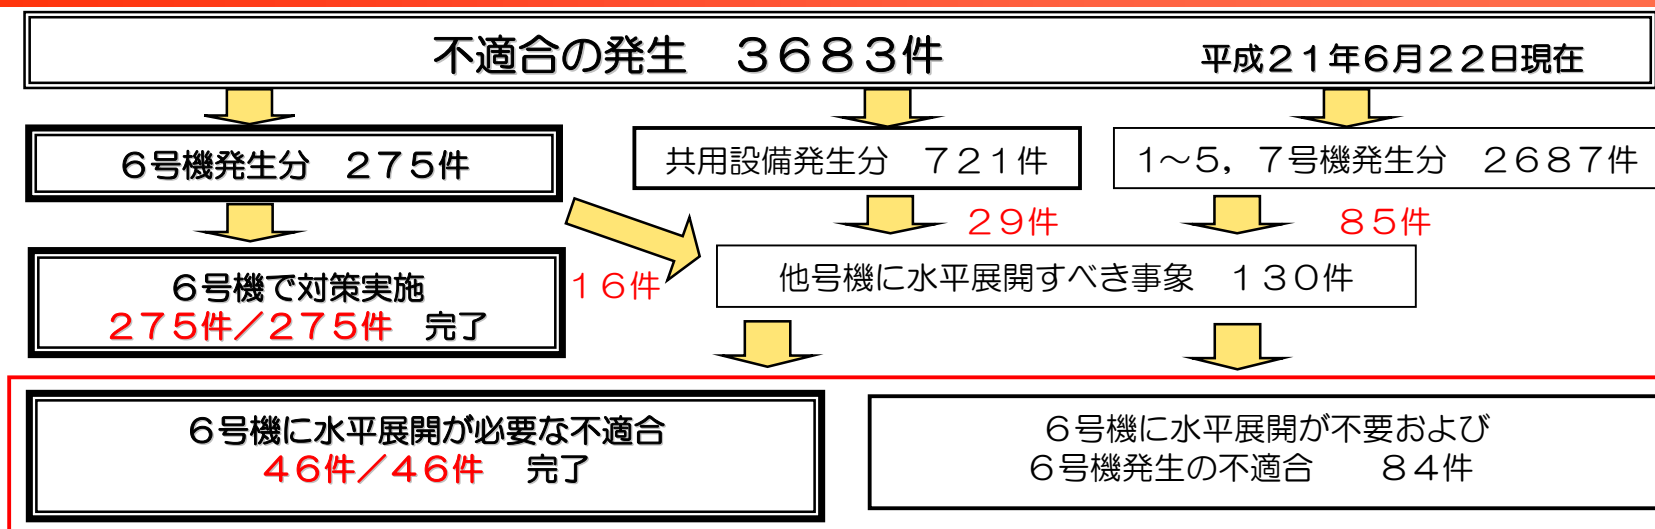 不適合の発生　３６８３件　平成２１年６月２２日現在
６号機発生分　２７５件
共用設備発生分　７２１件
１～５，７号機発生分　２６８７件
２９件
８５件
１６件
他号機に水平展開すべき事象　１３０件
６号機で対策実施
２７５件／２７５件　完了
６号機に水平展開が必要な不適合
４６件／４６件　完了
６号機に水平展開が不要および
６号機発生の不適合　８４件